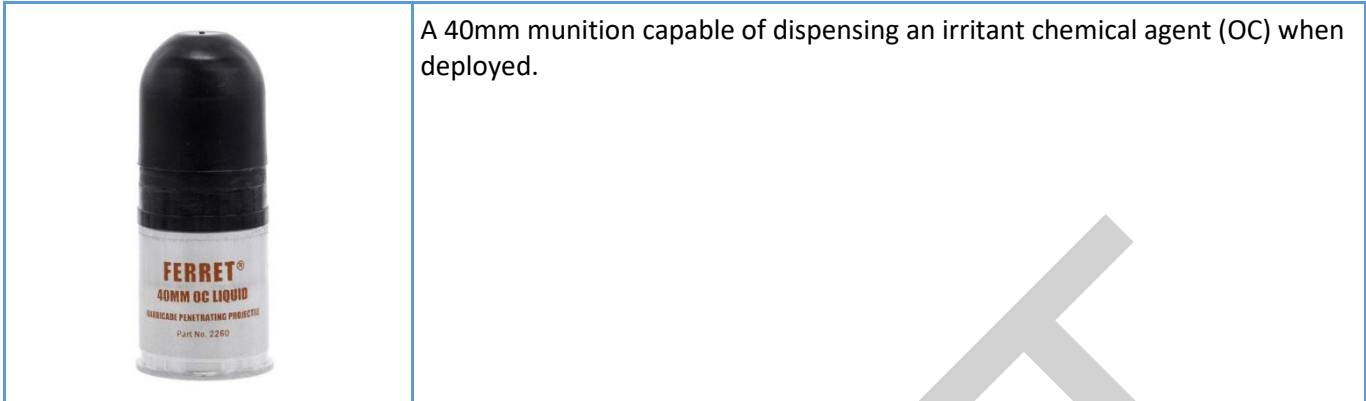 A 40mm munition capable of dispensing an irritant chemical agent (OC) when
deployed.
FERRET®
40MM OC LIQUID
BARRICADE PENETRATING PROJECTILE
Part No. 2260